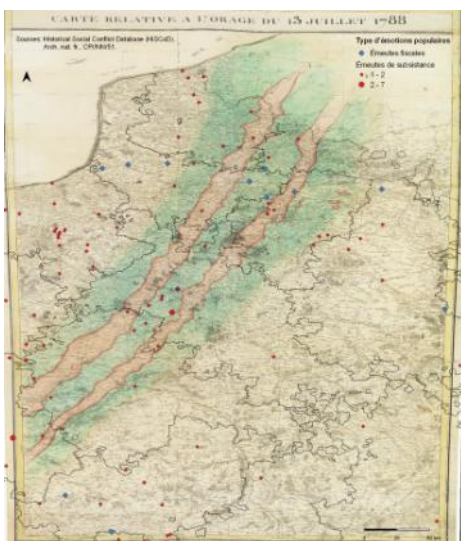 CARTE RELATIVE A L'ORAGE DU 13 JUILLET 1788
Sources: Historical Social Conflict Database (HiSCoD);
Arch. nat. fr., CP/NN/51.
Type d'émotions populaires
Émeutes fiscales
Émeutes de subsistance
1 - 2
2 - 7